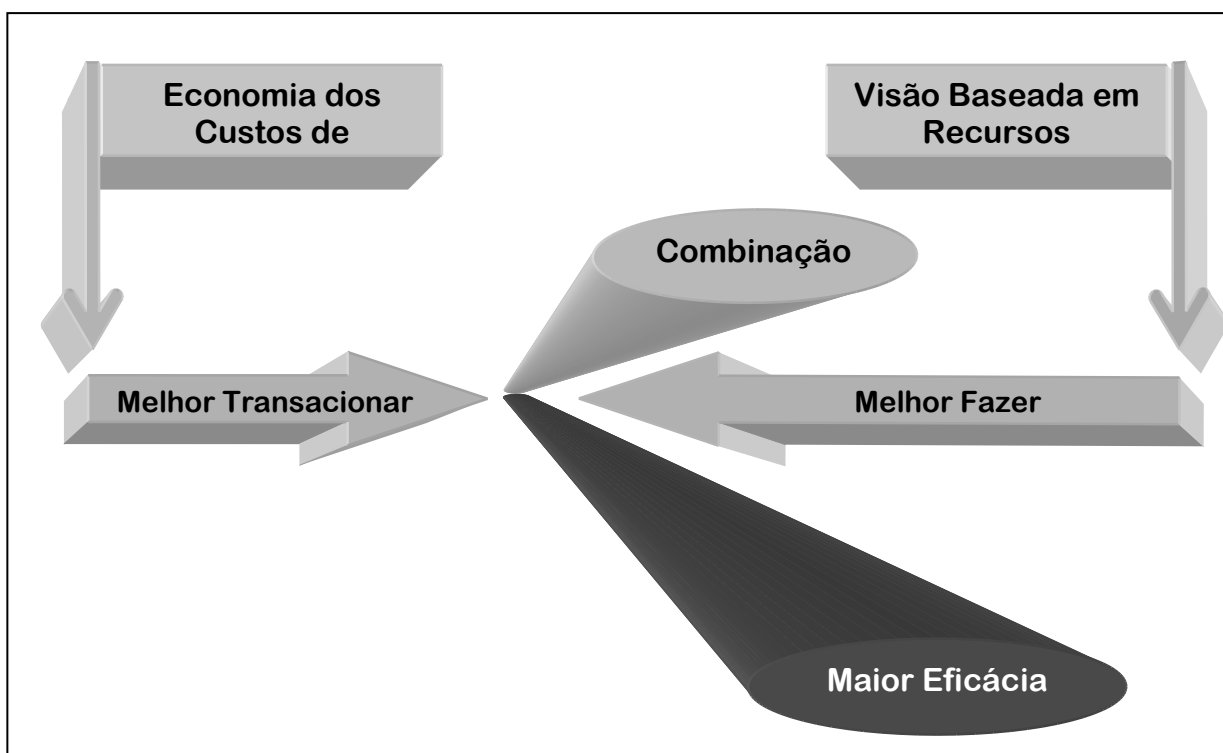 Economia dos
Custos de
Visão Baseada em
Recursos
Combinação
Melhor Transacionar
Melhor Fazer
Maior Eficácia